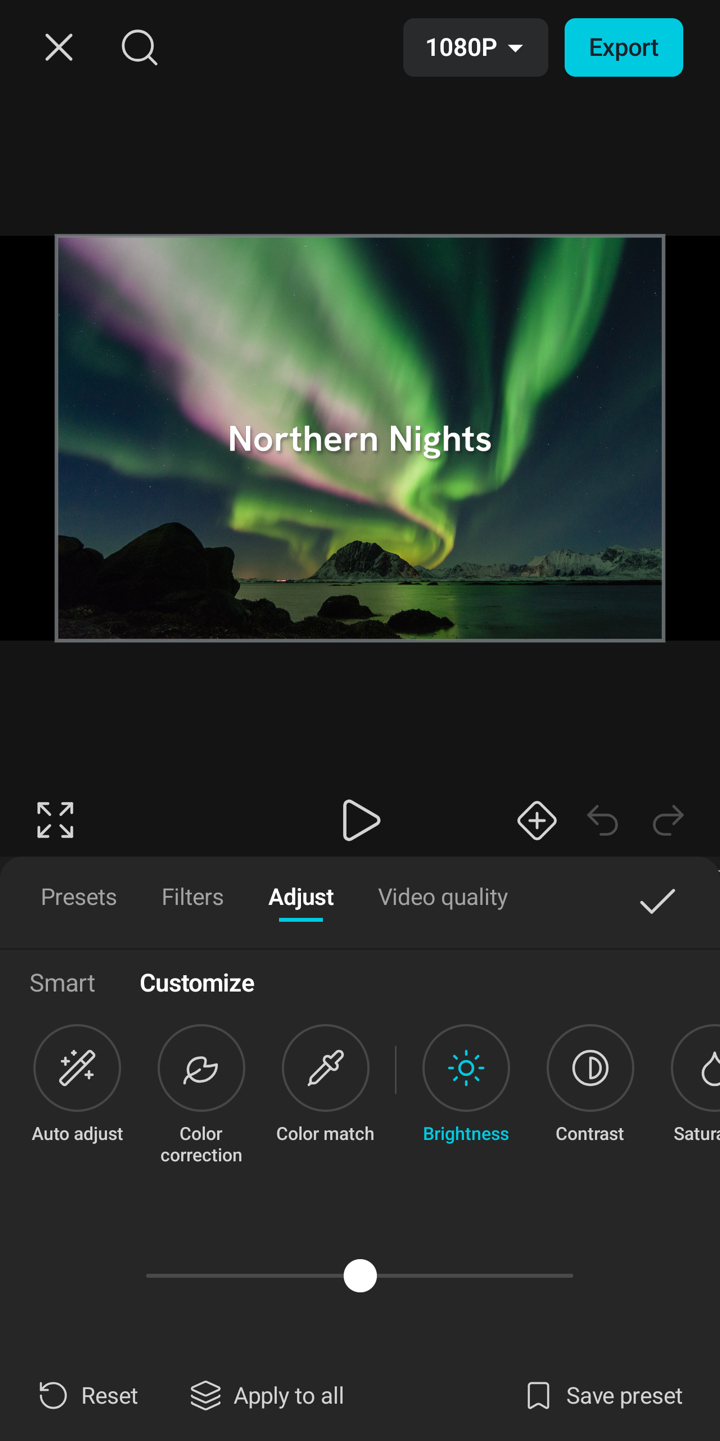 1080P
Export
Northern Nights
Presets
Filters
Adjust
Video quality
Smart
Customize
Auto adjust
Color
correction
Color match
Brightness
Contrast
Satura
Reset
Apply to all
Save preset